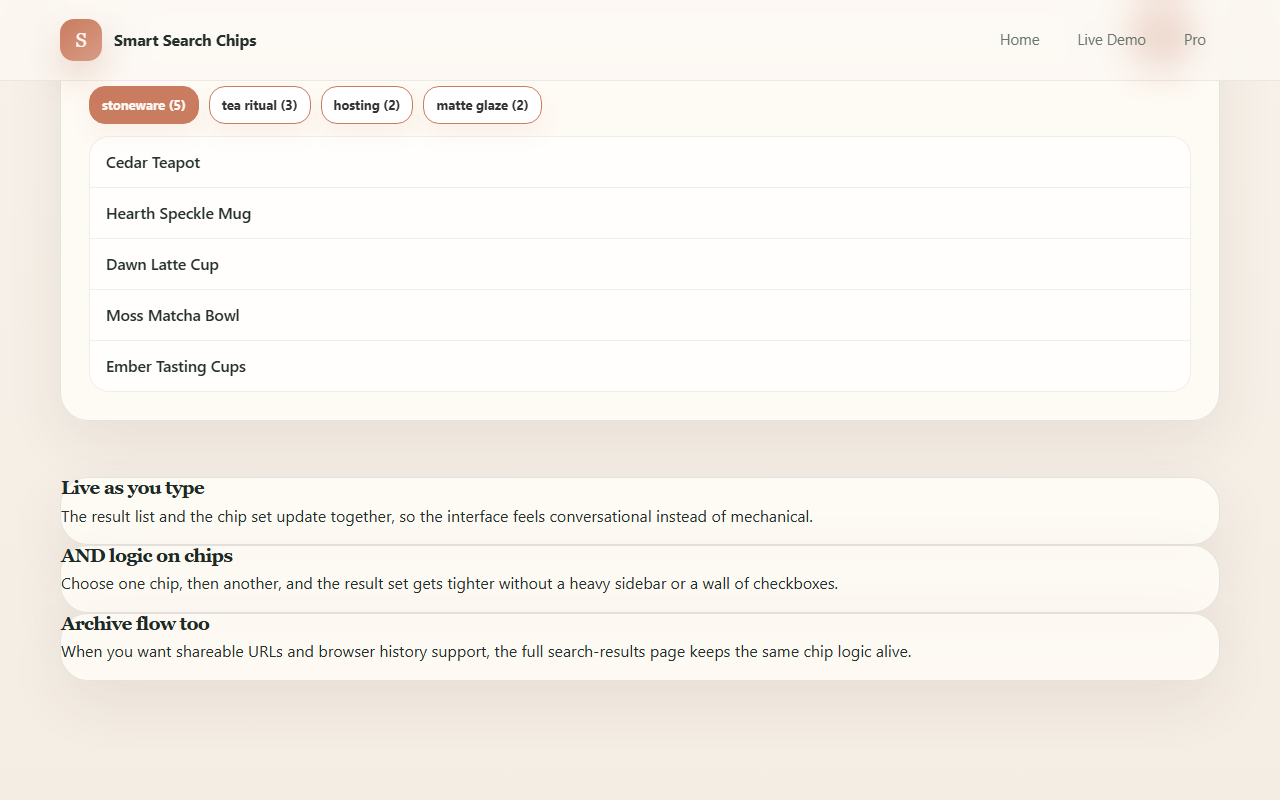 S
Smart Search Chips
Home
Live Demo
Pro
stoneware (5)
tea ritual (3)
hosting (2)
matte glaze (2)
Cedar Teapot
Hearth Speckle Mug
Dawn Latte Cup
Moss Matcha Bowl
Ember Tasting Cups
Live as you type
The result list and the chip set update together, so the interface feels conversational instead of mechanical.
AND logic on chips
Choose one chip, then another, and the result set gets tighter without a heavy sidebar or a wall of checkboxes.
Archive flow too
When you want shareable URLs and browser history support, the full search-results page keeps the same chip logic alive.